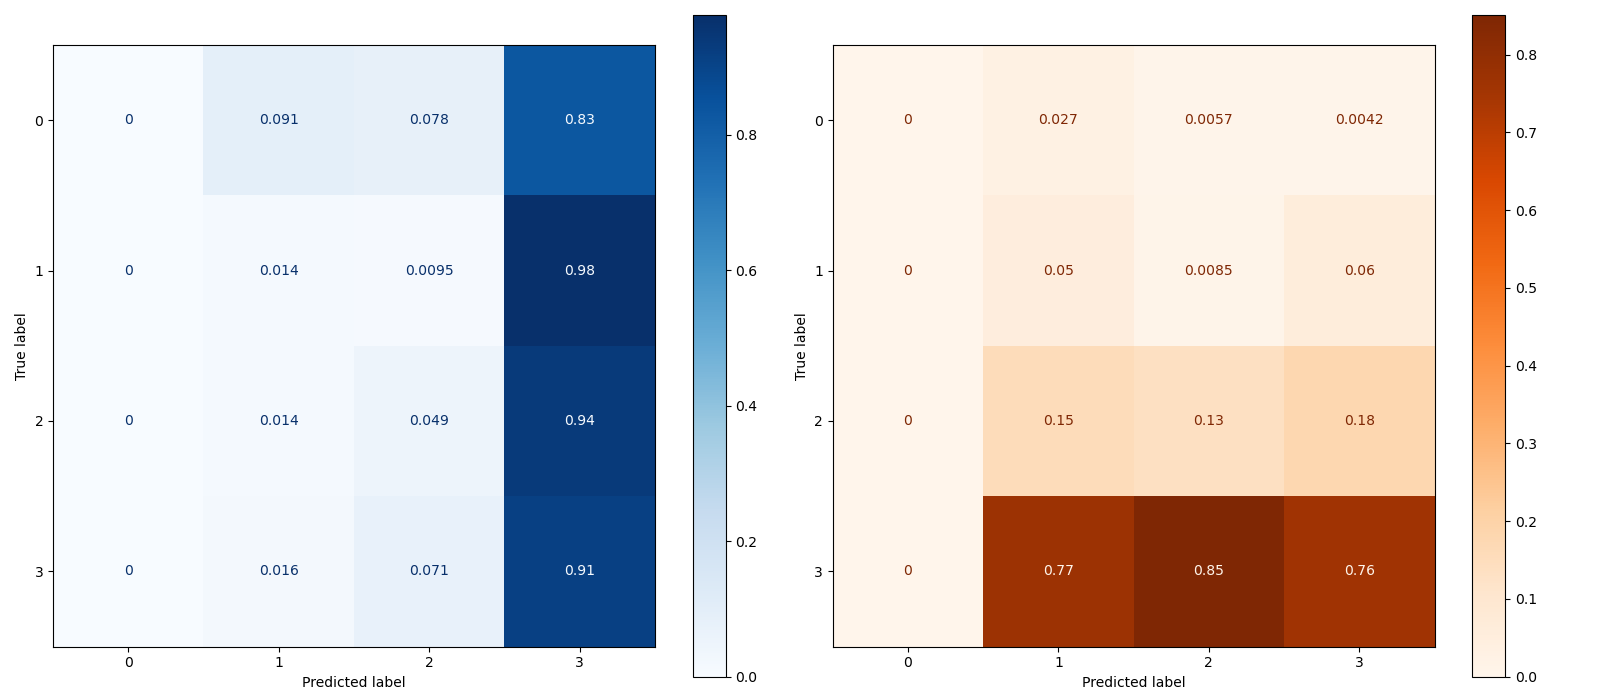 0 0 0.091 0.078 0.83
1 0 0.014 0.0095 0.98
2 0 0.014 0.049 0.94
3 0 0.016 0.071 0.91
0 1 2 3
True label
Predicted label
0.8
0.6
0.4
0.2
0.0
0 0 0.027 0.0057 0.0042
1 0 0.05 0.0085 0.06
2 0 0.15 0.13 0.18
3 0 0.77 0.85 0.76
0 1 2 3
True label
Predicted label
0.8
0.7
0.6
0.5
0.4
0.3
0.2
0.1
0.0